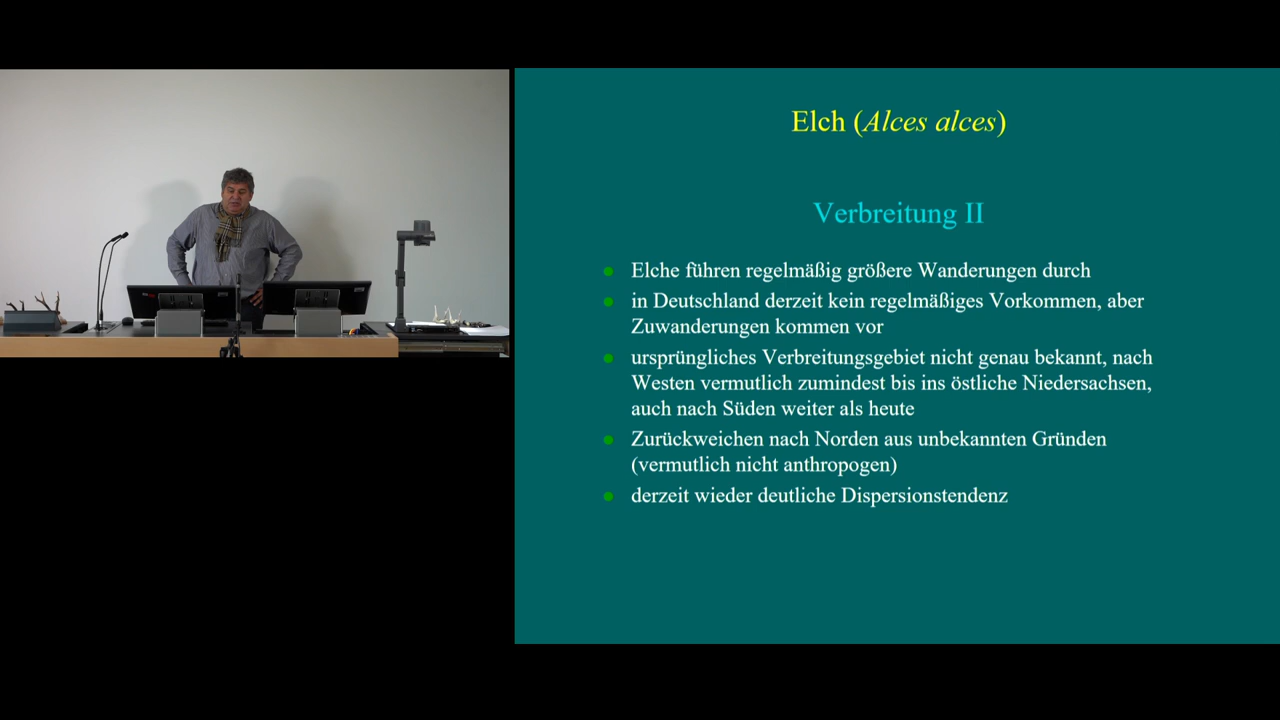 Elch (Alces alces)
Verbreitung II
Elche führen regelmäßig größere Wanderungen durch
in Deutschland derzeit kein regelmäßiges Vorkommen, aber
Zuwanderungen kommen vor
ursprüngliches Verbreitungsgebiet nicht genau bekannt, nach
Westen vermutlich zumindest bis ins östliche Niedersachsen,
auch nach Süden weiter als heute
Zurückweichen nach Norden aus unbekannten Gründen
(vermutlich nicht anthropogen)
derzeit wieder deutliche Dispersionstendenz